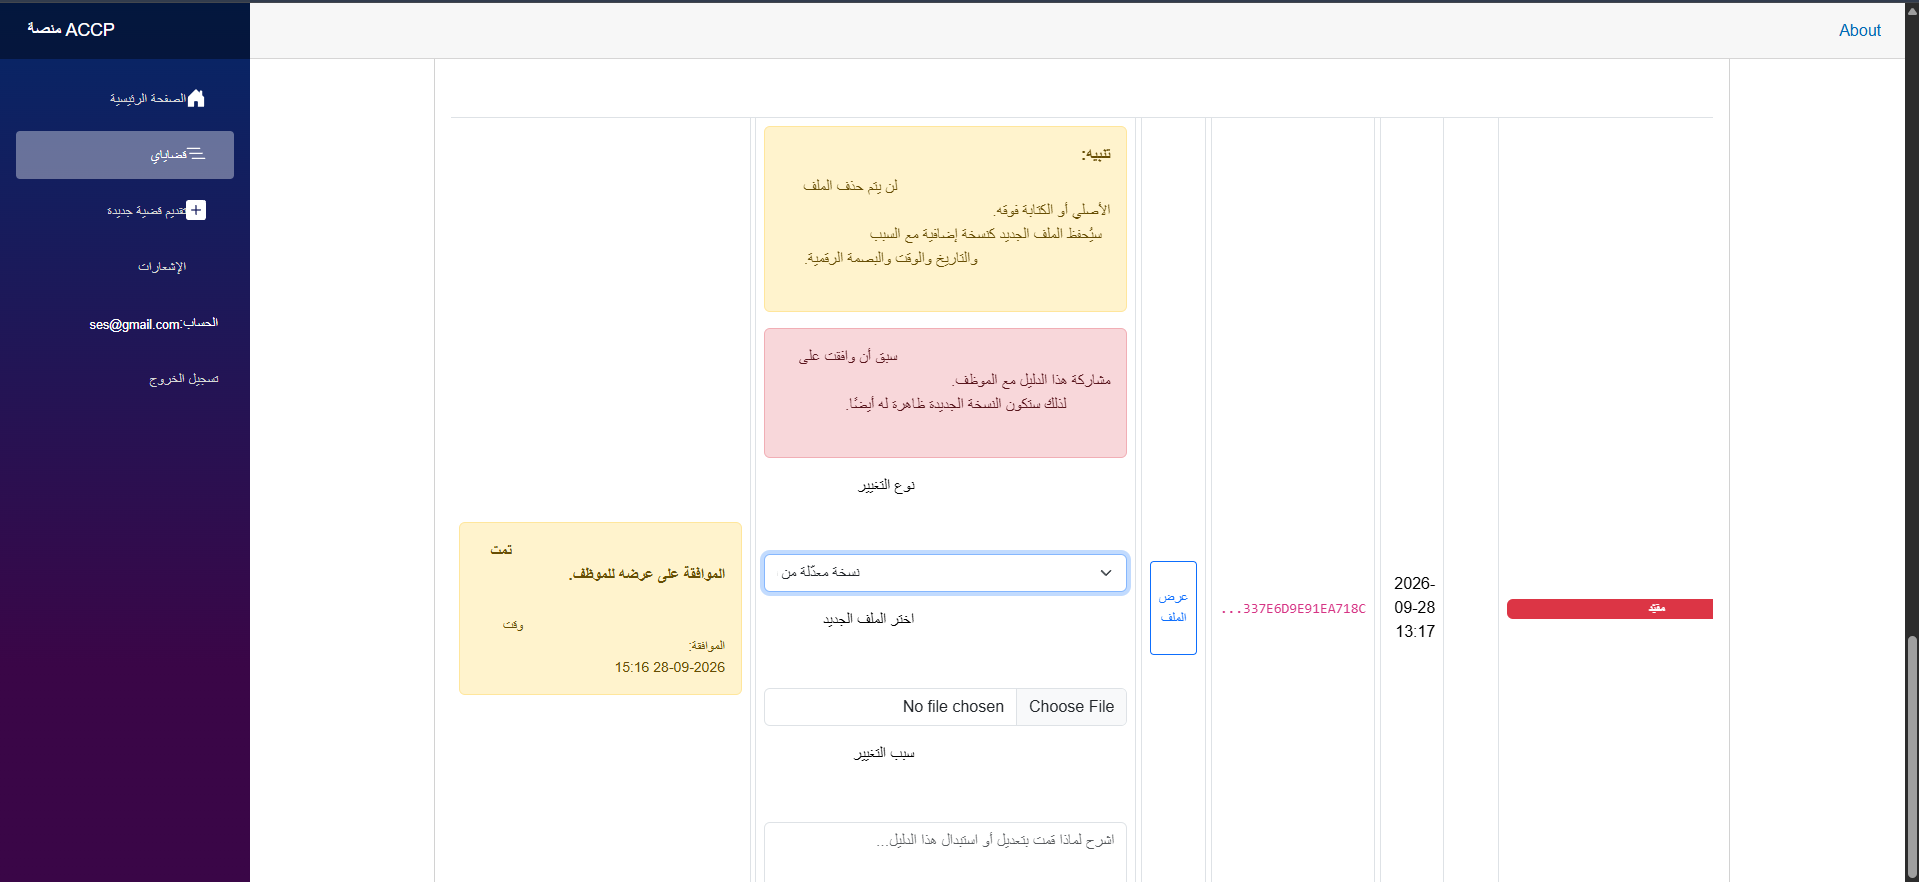 منصة ACCP
About
الصفحة الرئيسية
قضاياي
تقديم قضية جديدة
الإشعارات
الحساب:ses@gmail.com
تسجيل الخروج
مقيّد
2026-
09-28
13:17
...337E6D9E91EA718C
عرض
الملف
تنبيه:
لن يتم حذف الملف
الأصلي أو الكتابة فوقه.
سيُحفظ الملف الجديد كنسخة إضافية مع السبب
والتاريخ والوقت والبصمة الرقمية.
سبق أن وافقت على
مشاركة هذا الدليل مع الموظف.
لذلك ستكون النسخة الجديدة ظاهرة له أيضًا.
نوع التغيير
نسخة معدّلة من
اختر الملف الجديد
Choose File
No file chosen
سبب التغيير
اشرح لماذا قمت بتعديل أو استبدال هذا الدليل...
تمت
الموافقة على عرضه للموظف.
وقت
الموافقة:
28-09-2026 15:16